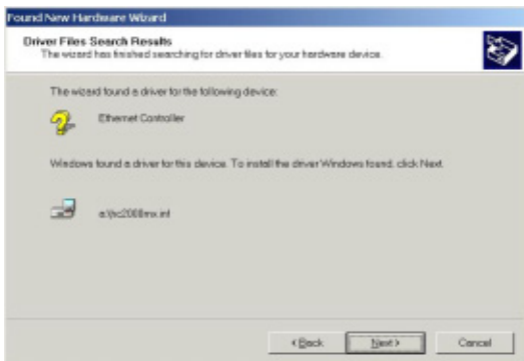 Found New Hardware Wizard
Driver Files Search Results
The wizard has finished searching for driver files for your hardware device.
The wizard found a driver for the following device:
Ethernet Controller
Windows found a driver for this device. To install the driver Windows found, click Next.
< Back
Next >
Cancel